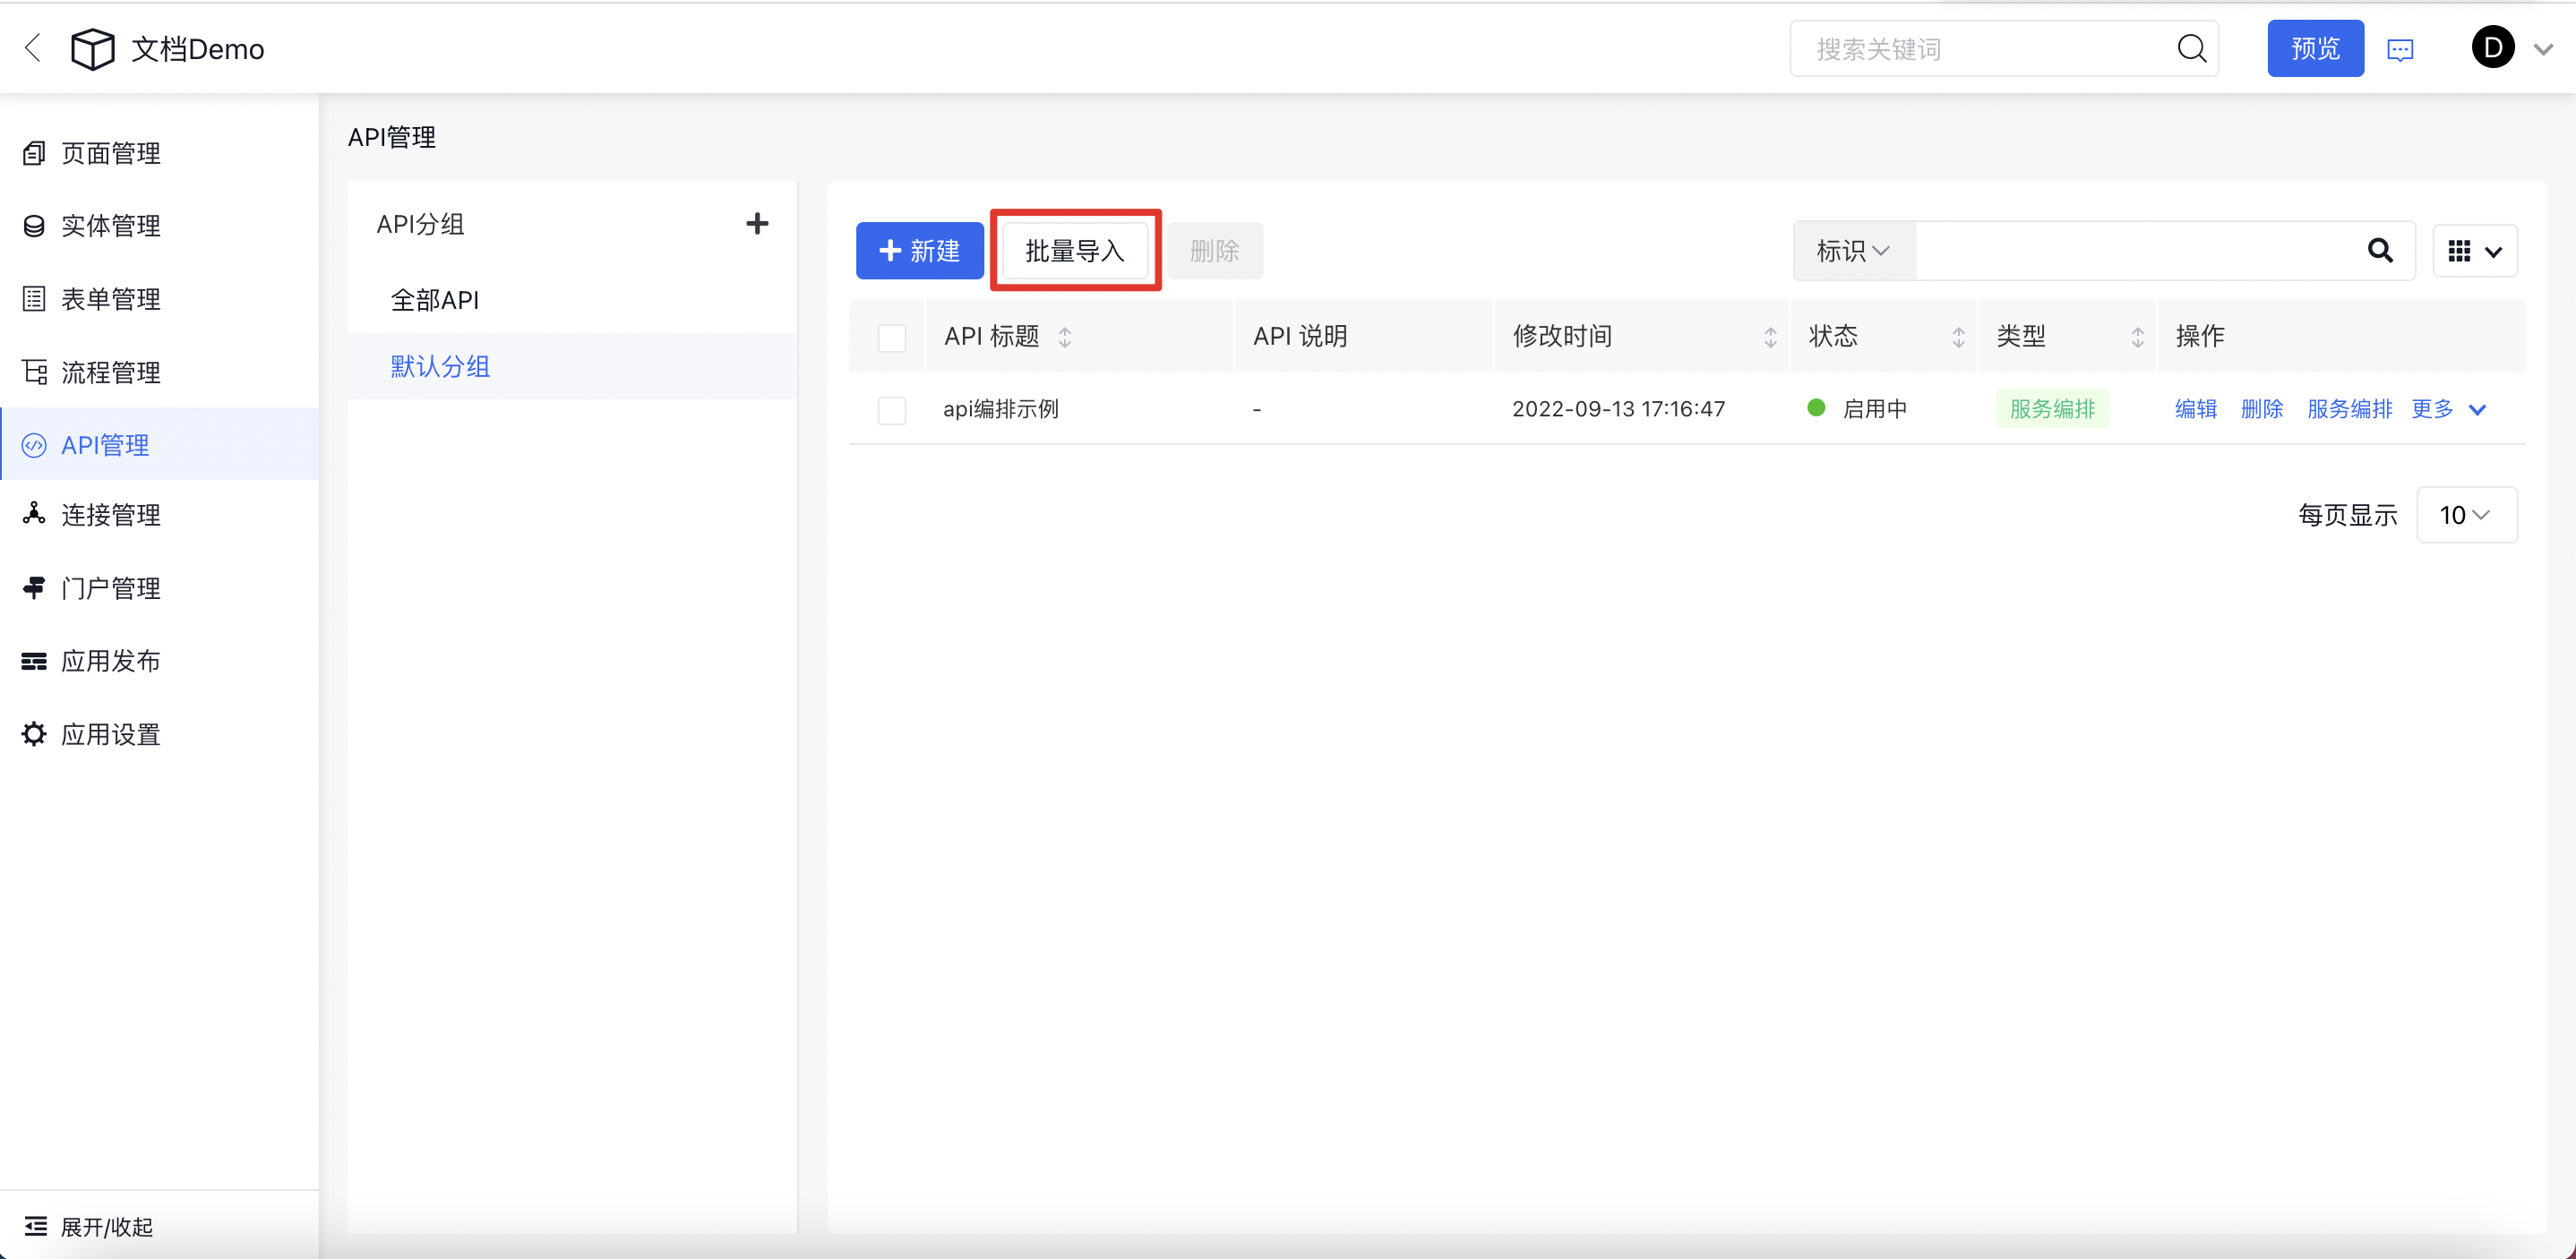 文档Demo
搜索关键词
预览
D
页面管理
实体管理
表单管理
流程管理
API管理
连接管理
门户管理
应用发布
应用设置
展开/收起
API管理
API分组
全部API
默认分组
新建 批量导入 删除
标识
API 标题 API 说明 修改时间 状态 类型 操作
api编排示例 - 2022-09-13 17:16:47 启用中 服务编排 编辑 删除 服务编排 更多
每页显示 10